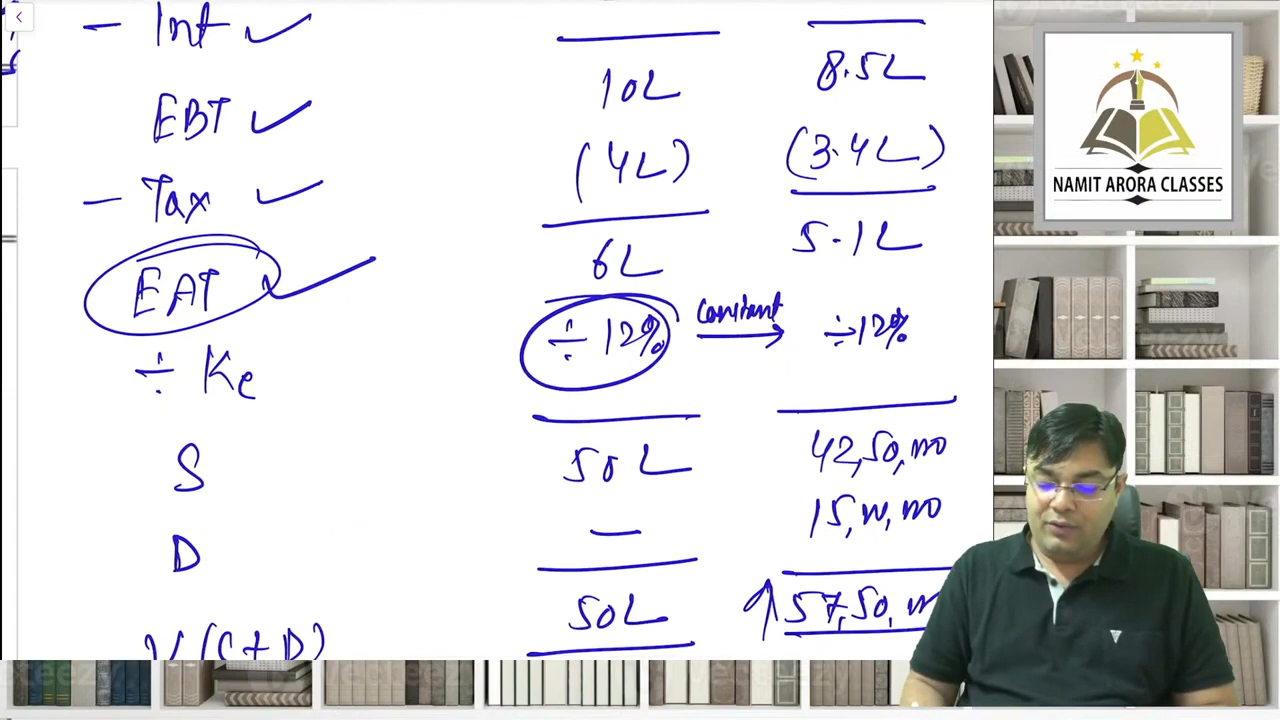 - Int ✓
EBT ✓ 10L 8.5L
- Tax ✓ (4L) (3.4L)
EAT ✓ 6L 5.1L
÷ Ke ÷ 12% constant → ÷12%
S 50L 42,50,000
D — 15,00,000
V (S+D) 50L ↑ 57,50,00
NAMIT ARORA CLASSES